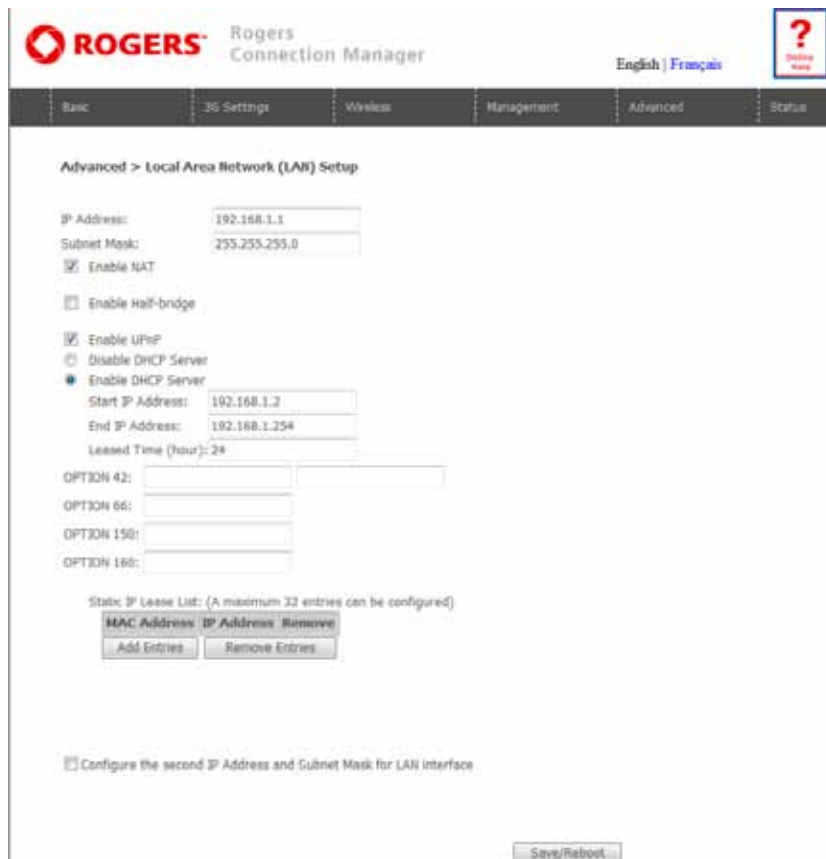 ROGERS Rogers
Connection Manager
English | Français
?
Online
Help
Basic 3G Settings Wireless Management Advanced Status
Advanced > Local Area Network (LAN) Setup
IP Address: 192.168.1.1
Subnet Mask: 255.255.255.0
Enable NAT
Enable Half-bridge
Enable UPnP
Disable DHCP Server
Enable DHCP Server
Start IP Address: 192.168.1.2
End IP Address: 192.168.1.254
Leased Time (hour): 24
OPTION 42:
OPTION 66:
OPTION 150:
OPTION 160:
Static IP Lease List: (A maximum 32 entries can be configured)
MAC Address IP Address Remove
Add Entries Remove Entries
Configure the second IP Address and Subnet Mask for LAN interface
Save/Reboot